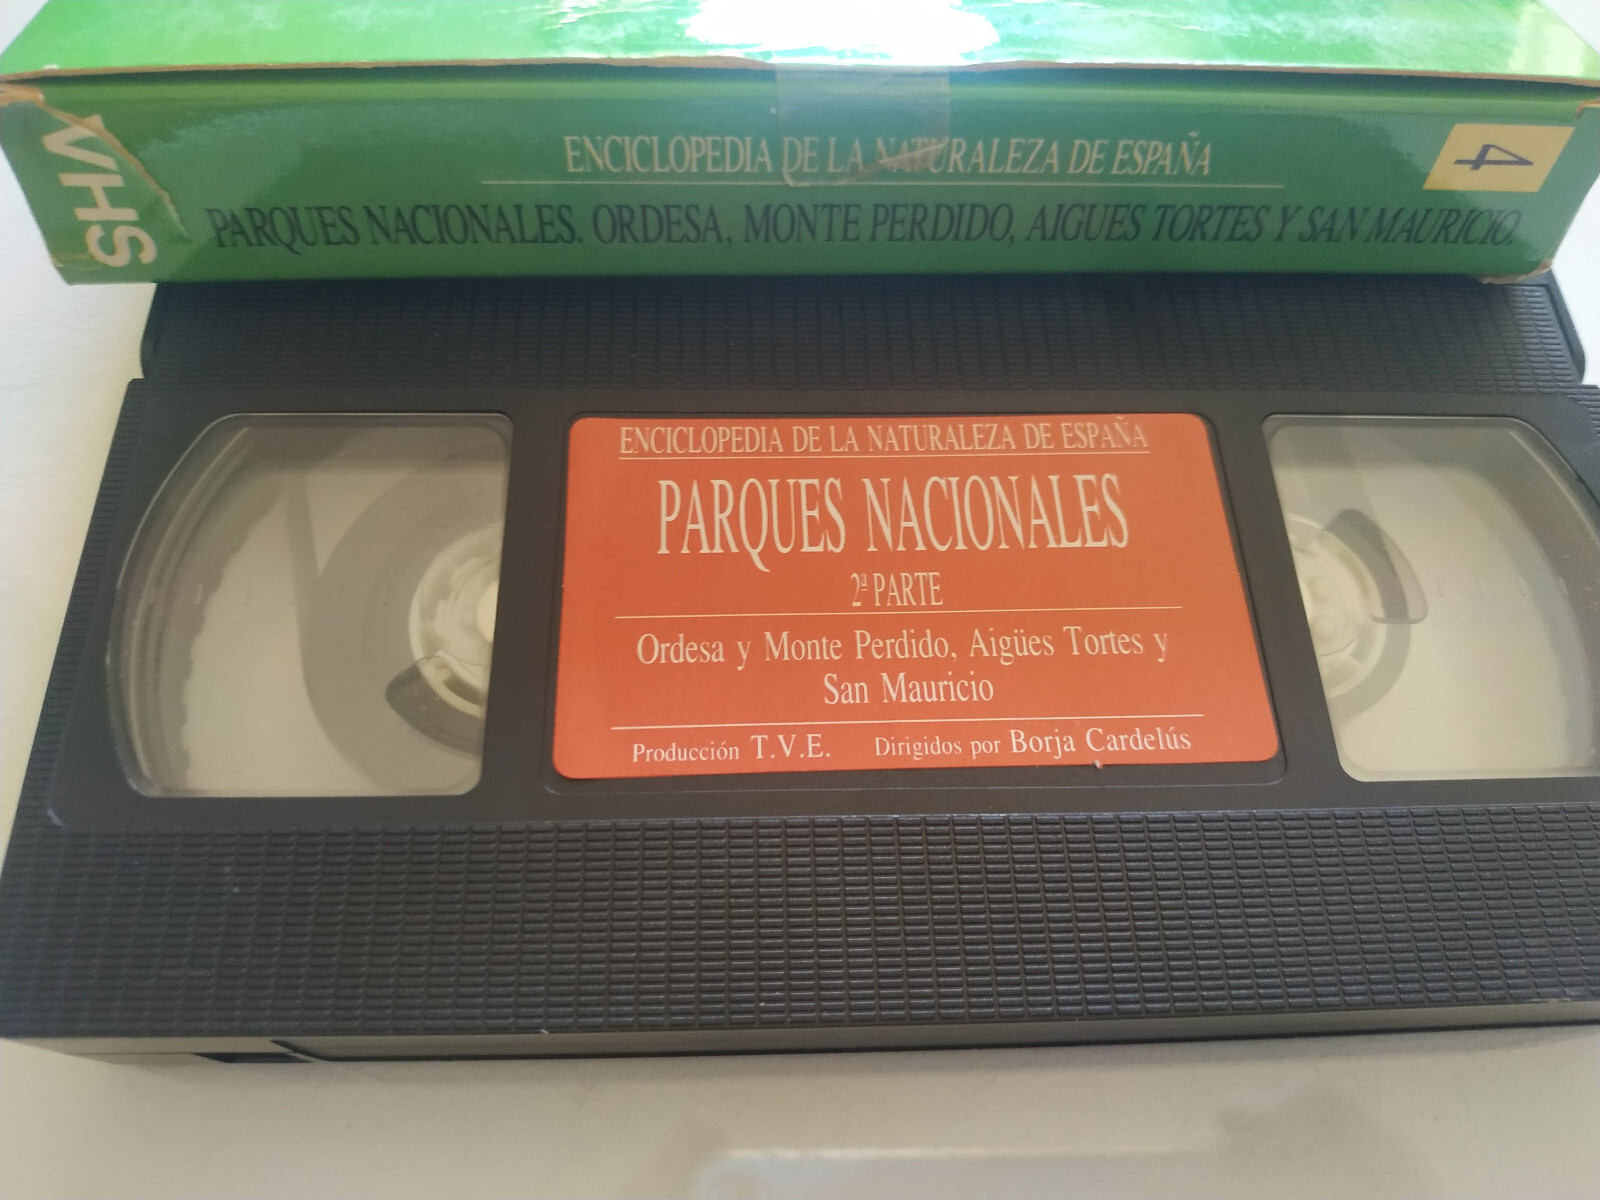 VHS
ENCICLOPEDIA DE LA NATURALEZA DE ESPAÑA
4
PARQUES NACIONALES. ORDESA, MONTE PERDIDO, AIGUES TORTES Y SAN MAURICIO.
ENCICLOPEDIA DE LA NATURALEZA DE ESPAÑA
PARQUES NACIONALES
2ª PARTE
Ordesa y Monte Perdido, Aigües Tortes y
San Mauricio
Producción T.V.E. Dirigidos por Borja Cardelús